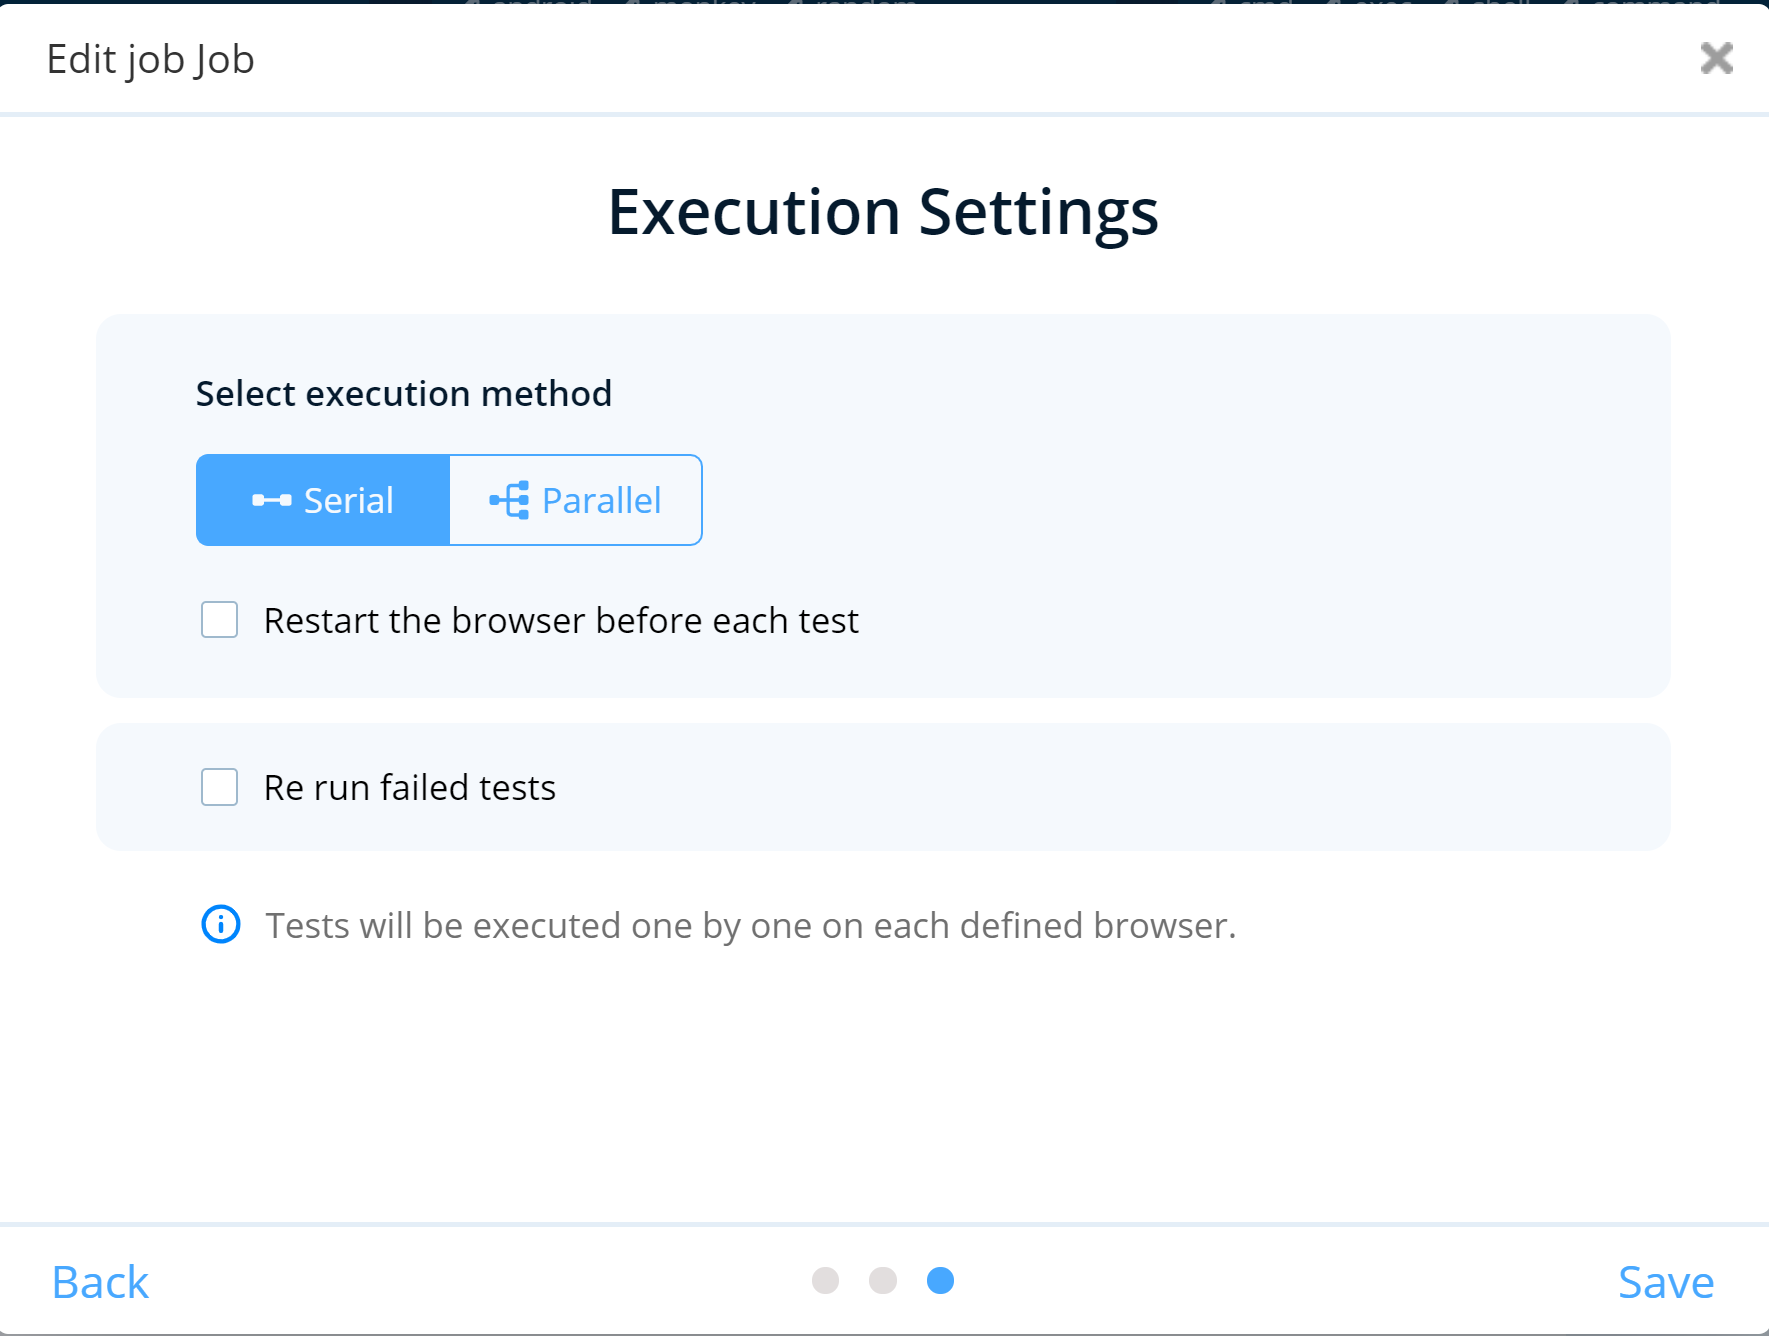 Edit job Job
Execution Settings
Select execution method
Serial
Parallel
Restart the browser before each test
Re run failed tests
Tests will be executed one by one on each defined browser.
Back
Save